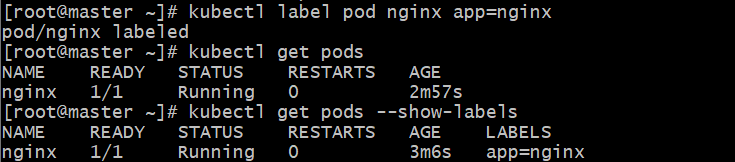 [root@master ~]# kubectl label pod nginx app=nginx
pod/nginx labeled
[root@master ~]# kubectl get pods
NAME    READY   STATUS    RESTARTS   AGE
nginx   1/1     Running   0          2m57s
[root@master ~]# kubectl get pods --show-labels
NAME    READY   STATUS    RESTARTS   AGE    LABELS
nginx   1/1     Running   0          3m6s   app=nginx